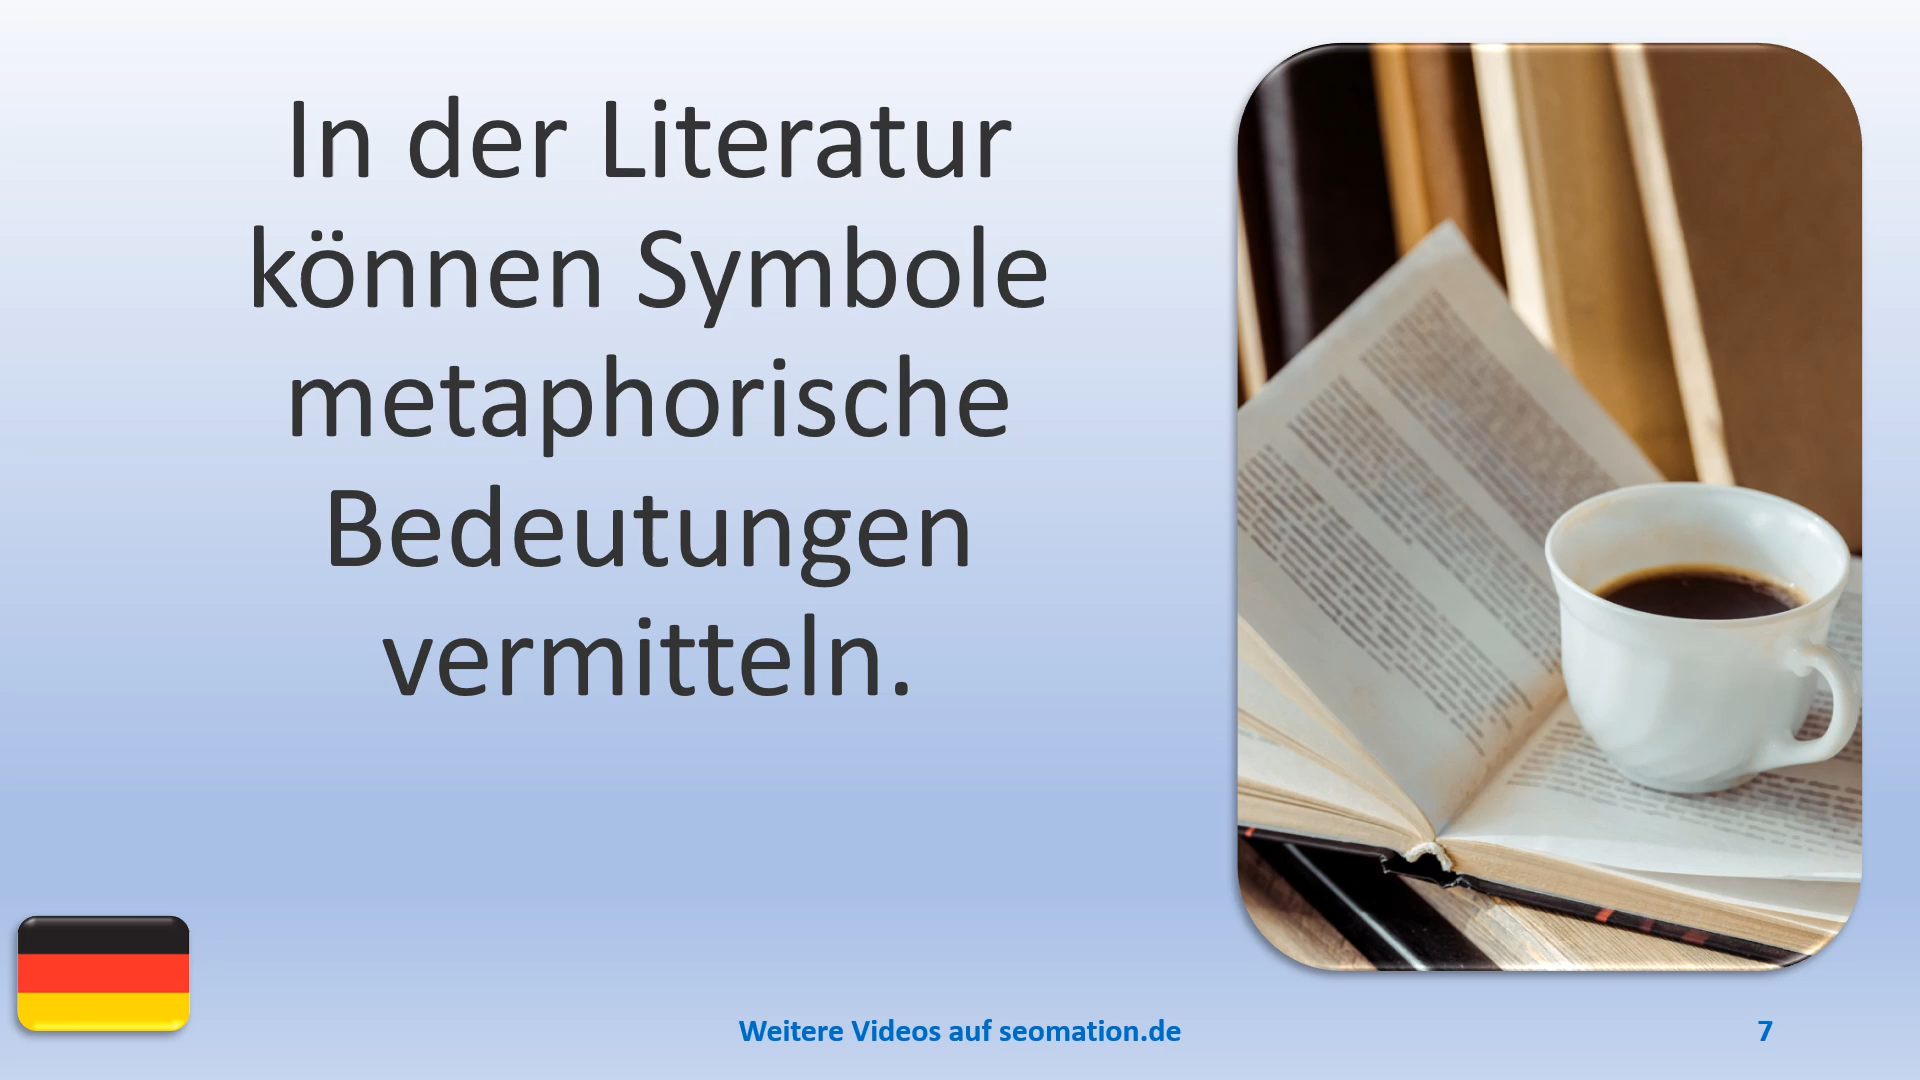 In der Literatur
können Symbole
metaphorische
Bedeutungen
vermitteln.
Weitere Videos auf seomation.de
7